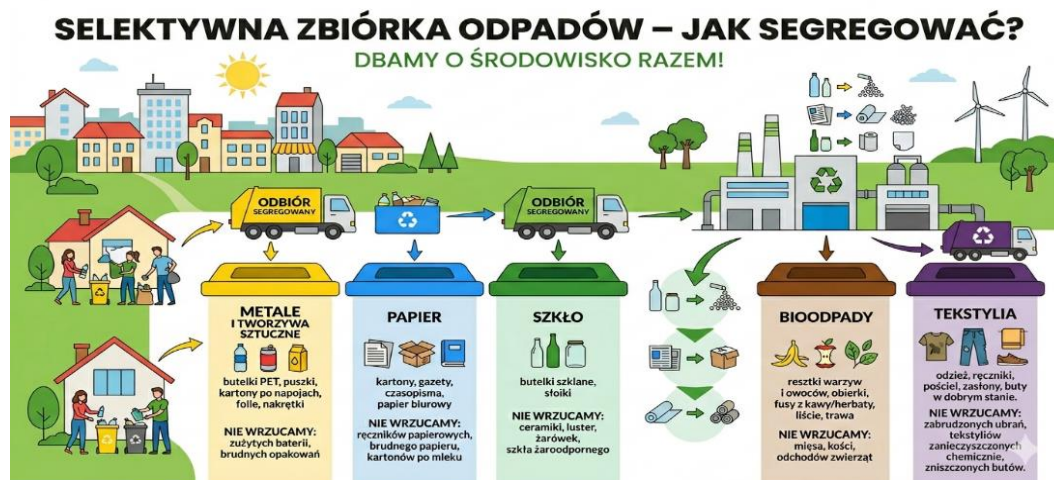 SELEKTYWNA ZBIÓRKA ODPADÓW – JAK SEGREGOWAĆ?
DBAMY O ŚRODOWISKO RAZEM!
ODBIÓR
SEGREGOWANY
ODBIÓR
SEGREGOWANY
METALE
I TWORZYWA
SZTUCZNE
butelki PET, puszki,
kartony po napojach,
folie, nakrętki
NIE WRZUCAMY:
zużytych baterii,
brudnych opakowań
PAPIER
kartony, gazety,
czasopisma,
papier biurowy
NIE WRZUCAMY:
ręczników papierowych,
brudnego papieru,
kartonów po mleku
SZKŁO
butelki szklane,
słoiki
NIE WRZUCAMY:
ceramiki, luster,
żarówek,
szkła żaroodpornego
BIOODPADY
resztki warzyw
i owoców, obierki,
fusy z kawy/herbaty,
liście, trawa
NIE WRZUCAMY:
mięsa, kości,
odchodów zwierząt
TEKSTYLIA
odzież, ręczniki,
pościel, zasłony, buty
w dobrym stanie.
NIE WRZUCAMY:
zabrudzonych ubrań,
tekstyliów
zanieczyszczonych
chemicznie,
zniszczonych butów.